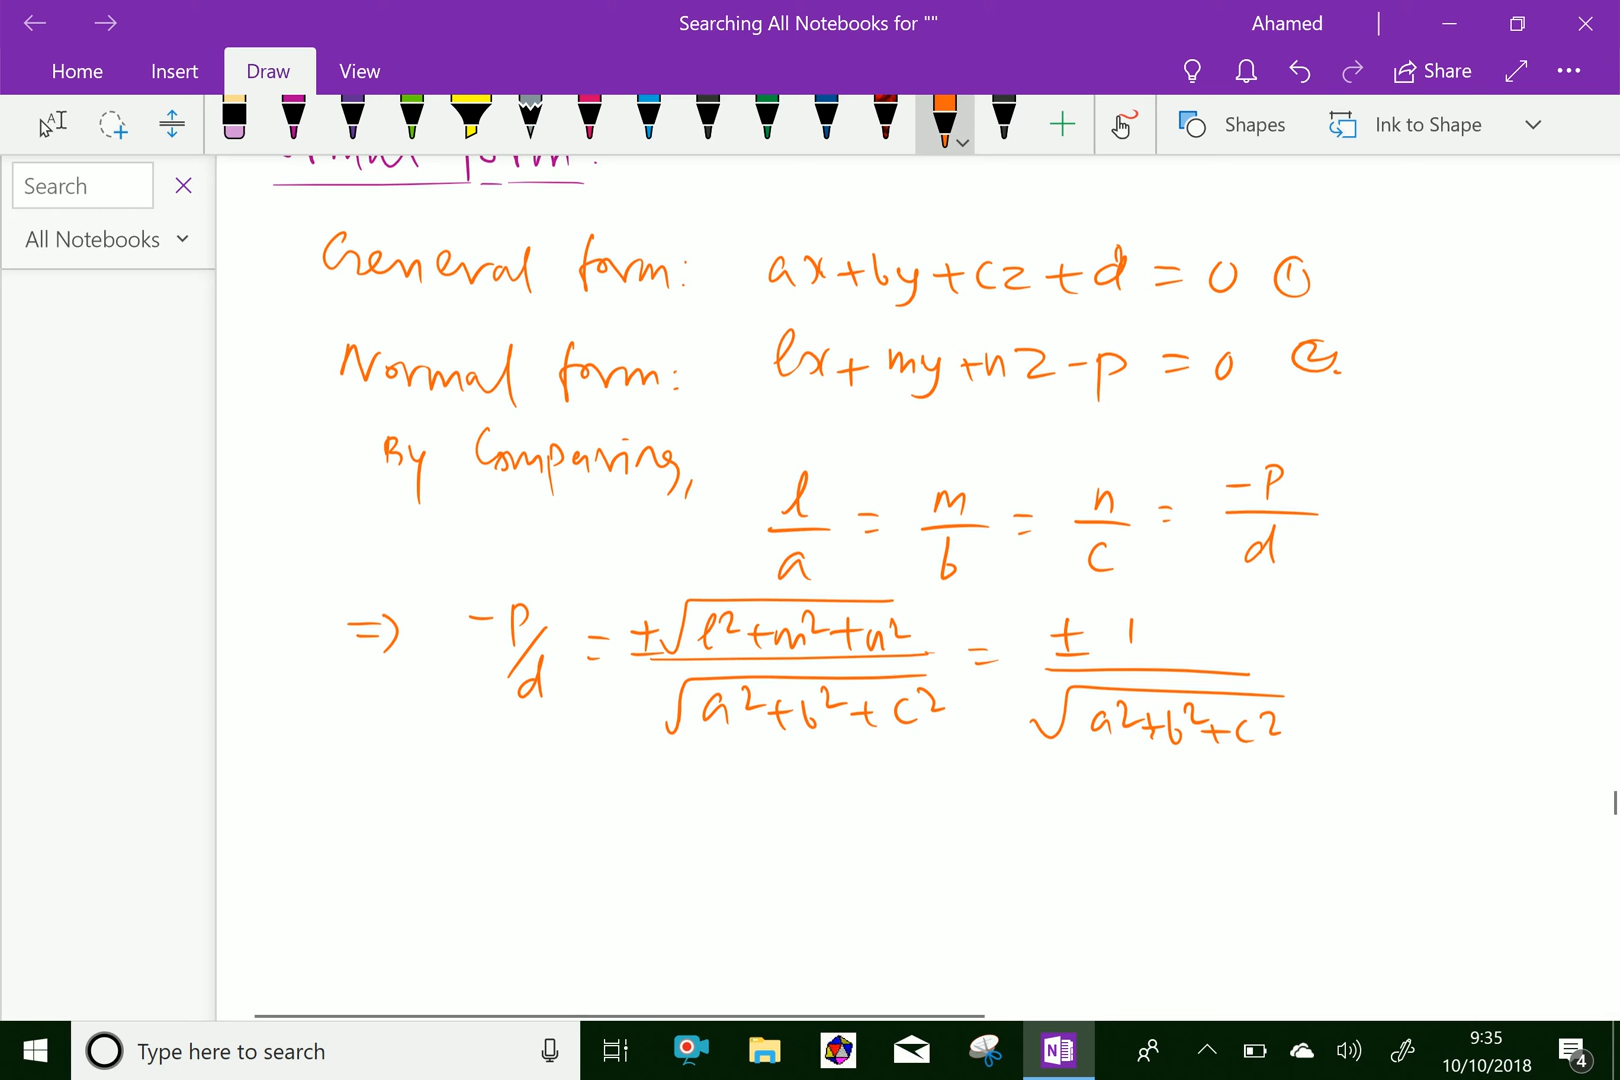 Searching All Notebooks for ""
Ahamed
Home Insert Draw View
Share
Shapes Ink to Shape
Search
All Notebooks
form:
General form: ax+by+cz+d = 0 ①
Normal form: lx+my+nz-p = 0 ②.
By Comparing,
l/a = m/b = n/c = -P/d
⇒ -P/d = ±√(l²+m²+n²)/√(a²+b²+c²) = ±1/√(a²+b²+c²)
Type here to search
9:35
10/10/2018
4